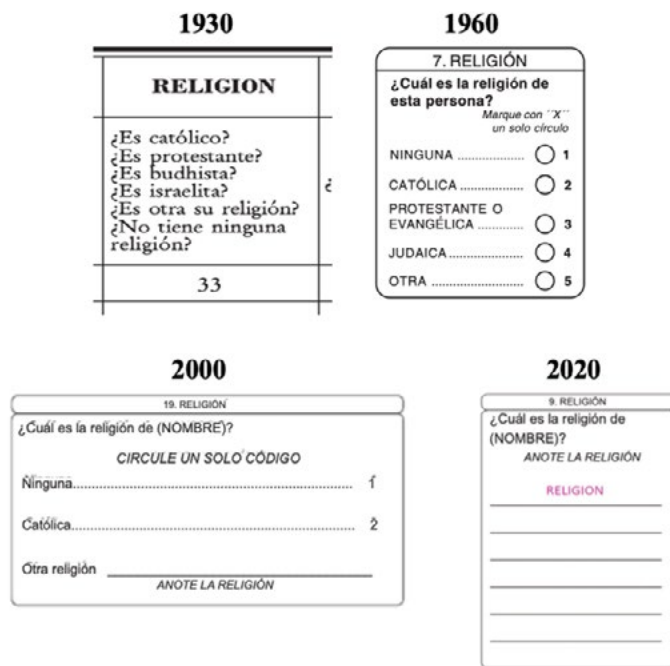 1930
RELIGION
¿Es católico?
¿Es protestante?
¿Es budhista?
¿Es israelita?
¿Es otra su religión?
¿No tiene ninguna
religión?
¿
33
1960
7. RELIGIÓN
¿Cuál es la religión de
esta persona?
Marque con ¨X¨
un solo círculo
NINGUNA .................. 1
CATÓLICA .................. 2
PROTESTANTE O
EVANGÉLICA ............. 3
JUDAICA .................... 4
OTRA .......................... 5
2000
19. RELIGIÓN
¿Cuál es la religión de (NOMBRE)?
CIRCULE UN SOLO CÓDIGO
Ninguna.......................................................................... 1
Católica........................................................................... 2
Otra religión
ANOTE LA RELIGIÓN
2020
9. RELIGIÓN
¿Cuál es la religión de
(NOMBRE)?
ANOTE LA RELIGIÓN
RELIGION